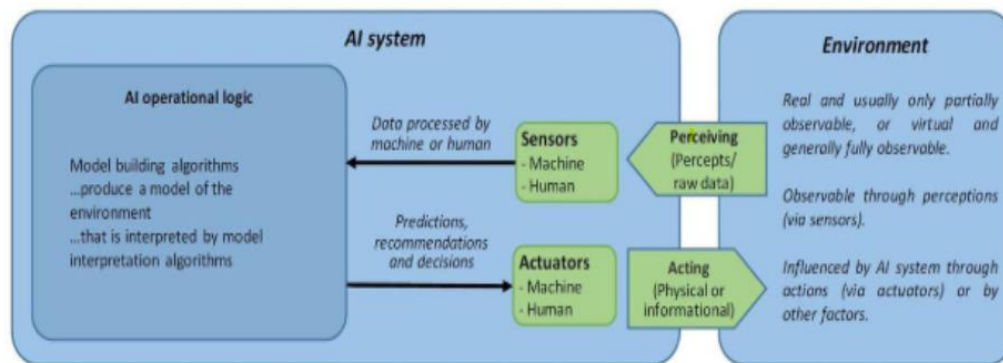 AI system
AI operational logic
Model building algorithms
...produce a model of the
environment
...that is interpreted by model
interpretation algorithms
Data processed by
machine or human
Predictions,
recommendations
and decisions
Sensors
- Machine
- Human
Actuators
- Machine
- Human
Perceiving
(Percepts/
raw data)
Acting
(Physical or
informational)
Environment
Real and usually only partially
observable, or virtual and
generally fully observable.
Observable through perceptions
(via sensors).
Influenced by AI system through
actions (via actuators) or by
other factors.